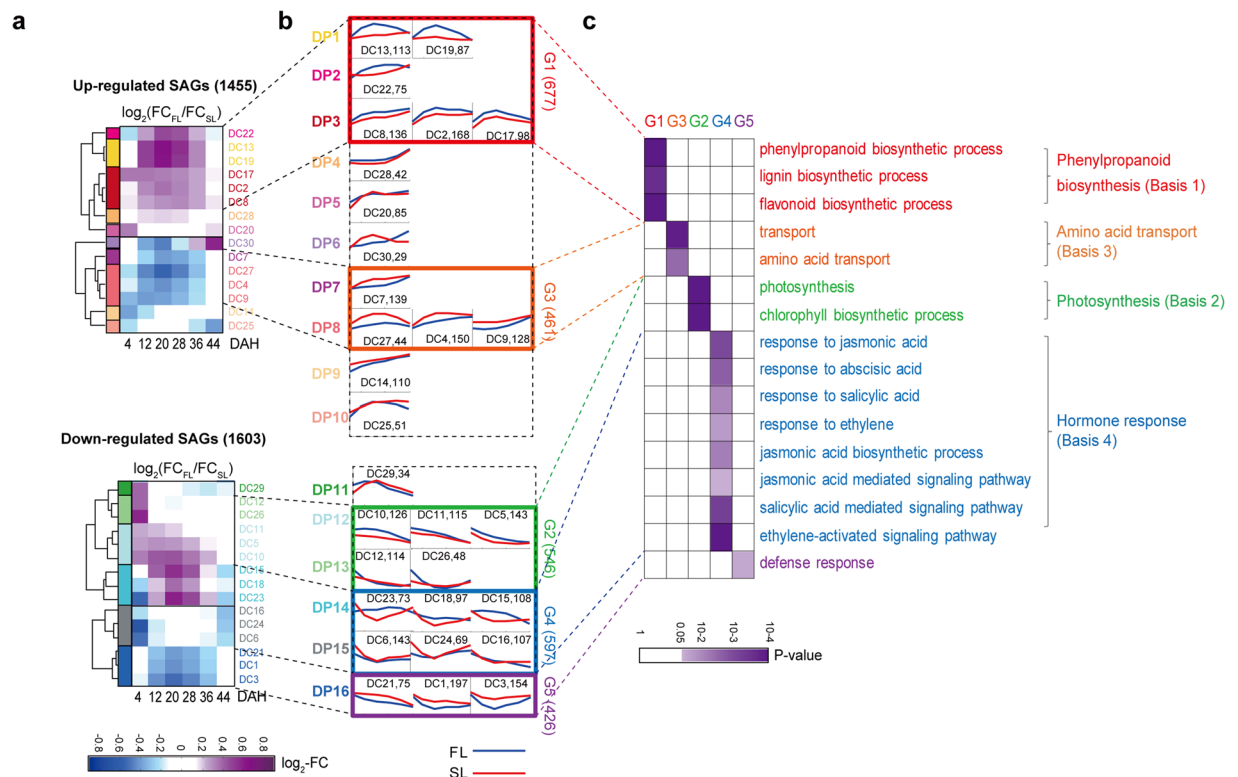 a
b
c
Up-regulated SAGs (1455)
log2(FCFL/FCSL)
DC22
DC13
DC19
DC17
DC2
DC8
DC28
DC20
DC30
DC7
DC27
DC4
DC9
DC14
DC25
4 12 20 28 36 44 DAH
Down-regulated SAGs (1603)
log2(FCFL/FCSL)
DC29
DC12
DC26
DC11
DC5
DC10
DC15
DC18
DC23
DC16
DC24
DC6
DC21
DC1
DC3
4 12 20 28 36 44 DAH
-0.8 -0.6 -0.4 -0.2 0 0.2 0.4 0.6 0.8
log2-FC
DP1
DC13,113 DC19,87
DP2
DC22,75
DP3
DC8,136 DC2,168 DC17,98
G1 (677)
DP4
DC28,42
DP5
DC20,85
DP6
DC30,29
DP7
DC7,139
DP8
DC27,44 DC4,150 DC9,128
G3 (461)
DP9
DC14,110
DP10
DC25,51
DP11
DC29,34
DP12
DC10,126 DC11,115 DC5,143
DP13
DC12,114 DC26,48
G2 (546)
DP14
DC23,73 DC18,97 DC15,108
DP15
DC6,143 DC24,69 DC16,107
G4 (597)
DP16
DC21,75 DC1,197 DC3,154
G5 (426)
FL
SL
G1 G3 G2 G4 G5
phenylpropanoid biosynthetic process
lignin biosynthetic process
flavonoid biosynthetic process
transport
amino acid transport
photosynthesis
chlorophyll biosynthetic process
response to jasmonic acid
response to abscisic acid
response to salicylic acid
response to ethylene
jasmonic acid biosynthetic process
jasmonic acid mediated signaling pathway
salicylic acid mediated signaling pathway
ethylene-activated signaling pathway
defense response
Phenylpropanoid
biosynthesis (Basis 1)
Amino acid transport
(Basis 3)
Photosynthesis (Basis 2)
Hormone response
(Basis 4)
1 0.05 10-2 10-3 10-4
P-value